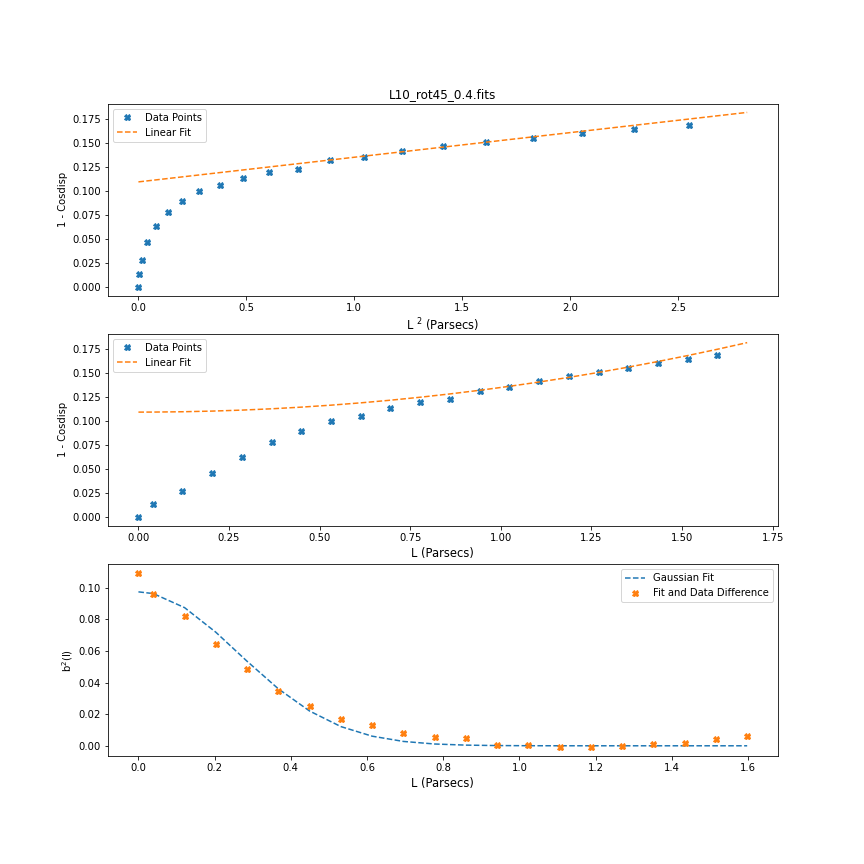 L10_rot45_0.4.fits
0.175
0.150
0.125
0.100
0.075
0.050
0.025
0.000
1 - Cosdisp
Data Points
Linear Fit
0.0 0.5 1.0 1.5 2.0 2.5
L ² (Parsecs)
0.175
0.150
0.125
0.100
0.075
0.050
0.025
0.000
1 - Cosdisp
Data Points
Linear Fit
0.00 0.25 0.50 0.75 1.00 1.25 1.50 1.75
L (Parsecs)
0.10
0.08
0.06
0.04
0.02
0.00
b²(l)
Gaussian Fit
Fit and Data Difference
0.0 0.2 0.4 0.6 0.8 1.0 1.2 1.4 1.6
L (Parsecs)